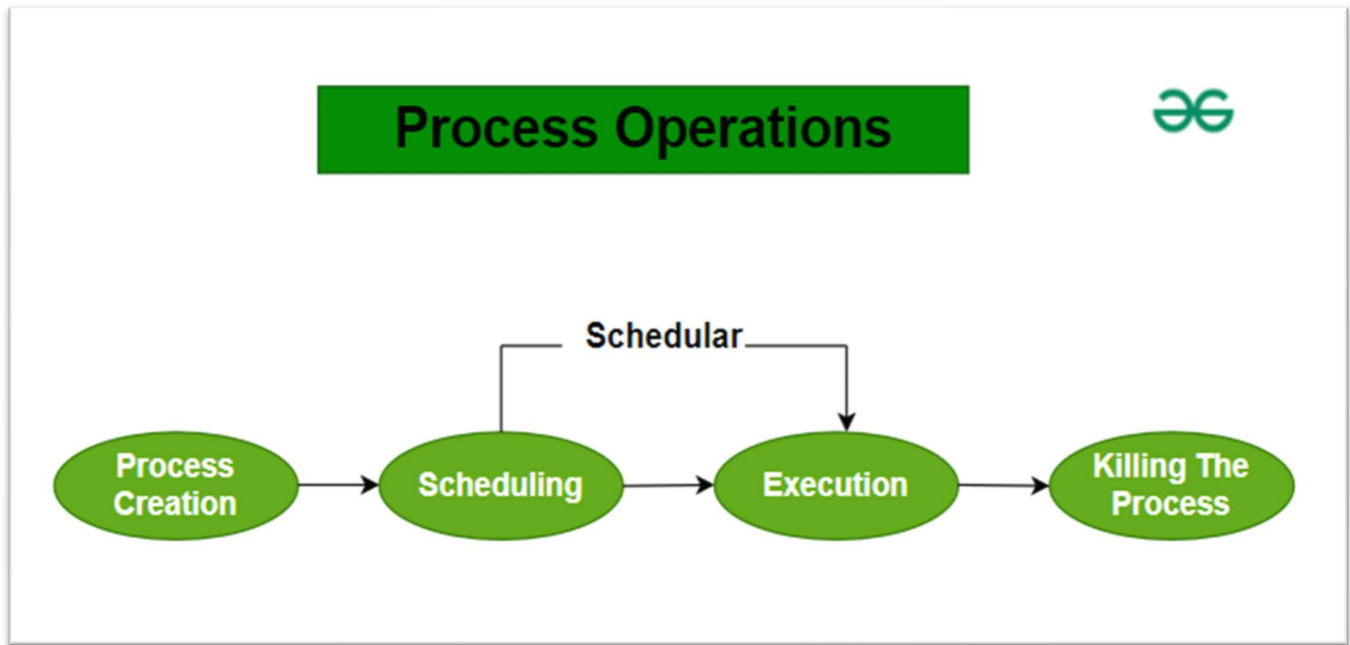 Process Operations
Schedular
Process
Creation
Scheduling
Execution
Killing The
Process